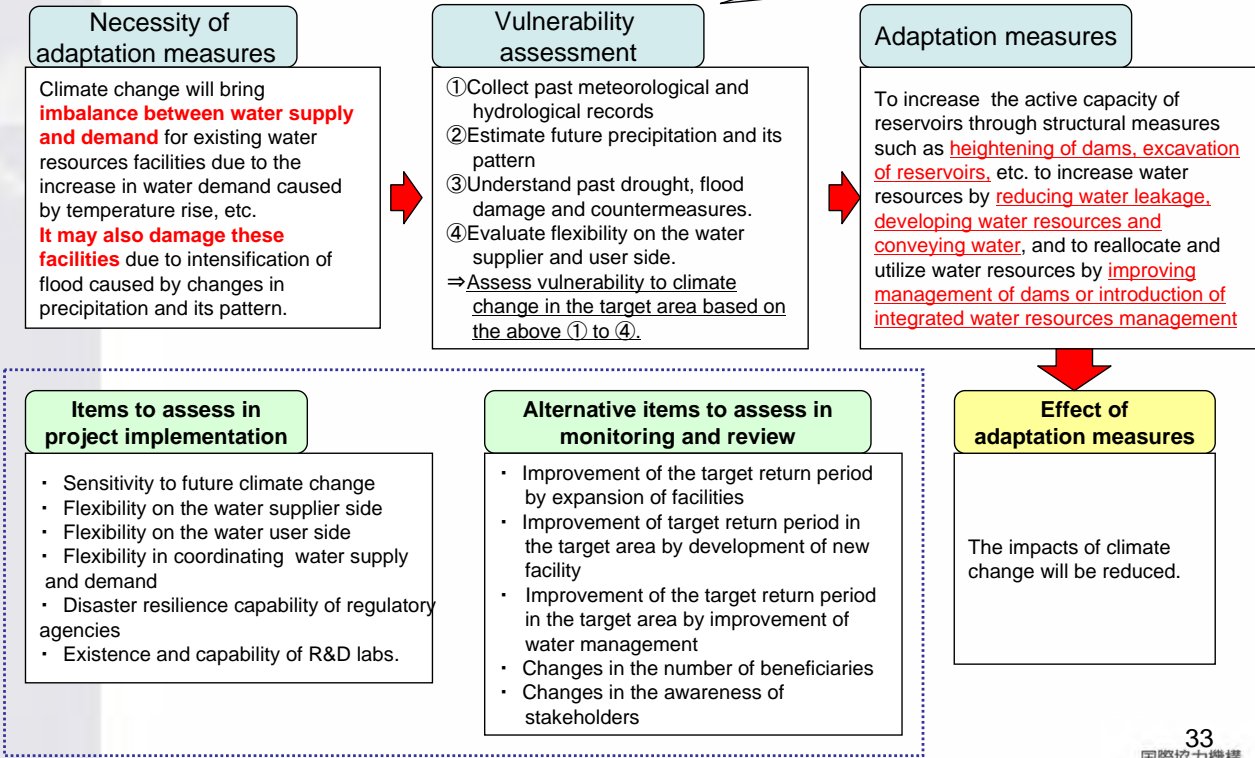 Necessity of
adaptation measures
Climate change will bring
imbalance between water supply
and demand for existing water
resources facilities due to the
increase in water demand caused
by temperature rise, etc.
It may also damage these
facilities due to intensification of
flood caused by changes in
precipitation and its pattern.
Vulnerability
assessment
①Collect past meteorological and
hydrological records
②Estimate future precipitation and its
pattern
③Understand past drought, flood
damage and countermeasures.
④Evaluate flexibility on the water
supplier and user side.
⇒Assess vulnerability to climate
change in the target area based on
the above ① to ④.
Adaptation measures
To increase the active capacity of
reservoirs through structural measures
such as heightening of dams, excavation
of reservoirs, etc. to increase water
resources by reducing water leakage,
developing water resources and
conveying water, and to reallocate and
utilize water resources by improving
management of dams or introduction of
integrated water resources management
Items to assess in
project implementation
・ Sensitivity to future climate change
・ Flexibility on the water supplier side
・ Flexibility on the water user side
・ Flexibility in coordinating water supply
and demand
・ Disaster resilience capability of regulatory
agencies
・ Existence and capability of R&D labs.
Alternative items to assess in
monitoring and review
・ Improvement of the target return period
by expansion of facilities
・ Improvement of target return period in
the target area by development of new
facility
・ Improvement of the target return period
in the target area by improvement of
water management
・ Changes in the number of beneficiaries
・ Changes in the awareness of
stakeholders
Effect of
adaptation measures
The impacts of climate
change will be reduced.
33
国際協力機構